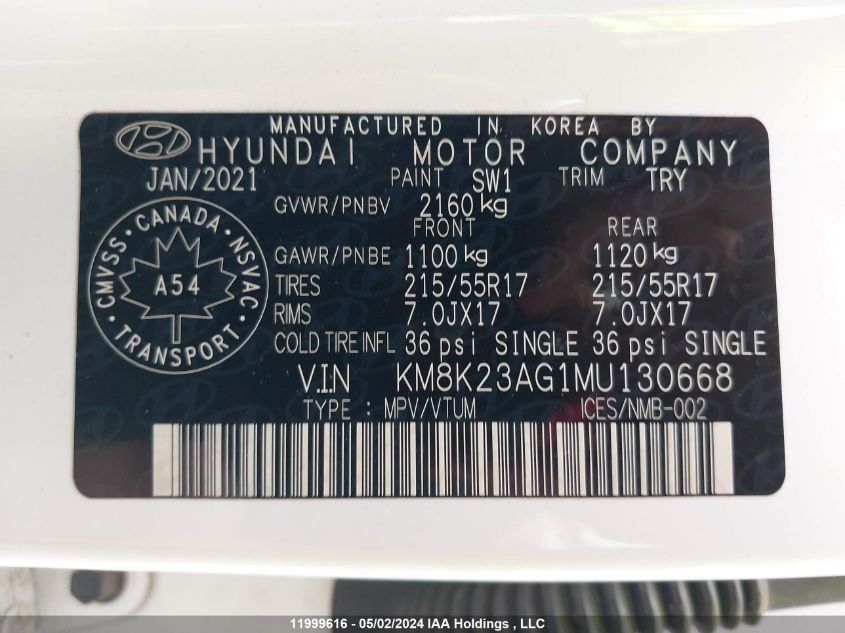 MANUFACTURED IN KOREA BY
HYUNDAI MOTOR COMPANY
JAN/2021 PAINT SW1 TRIM TRY
GVWR/PNBV 2160 kg
FRONT REAR
GAWR/PNBE 1100 kg 1120 kg
TIRES 215/55R17 215/55R17
RIMS 7.0JX17 7.0JX17
COLD TIRE INFL 36 psi SINGLE 36 psi SINGLE
CMVSS · CANADA · NSVAC · TRANSPORT ·
A54
V.I.N KM8K23AG1MU130668
TYPE : MPV/VTUM ICES/NMB-002
11999616 - 05/02/2024 IAA Holdings , LLC